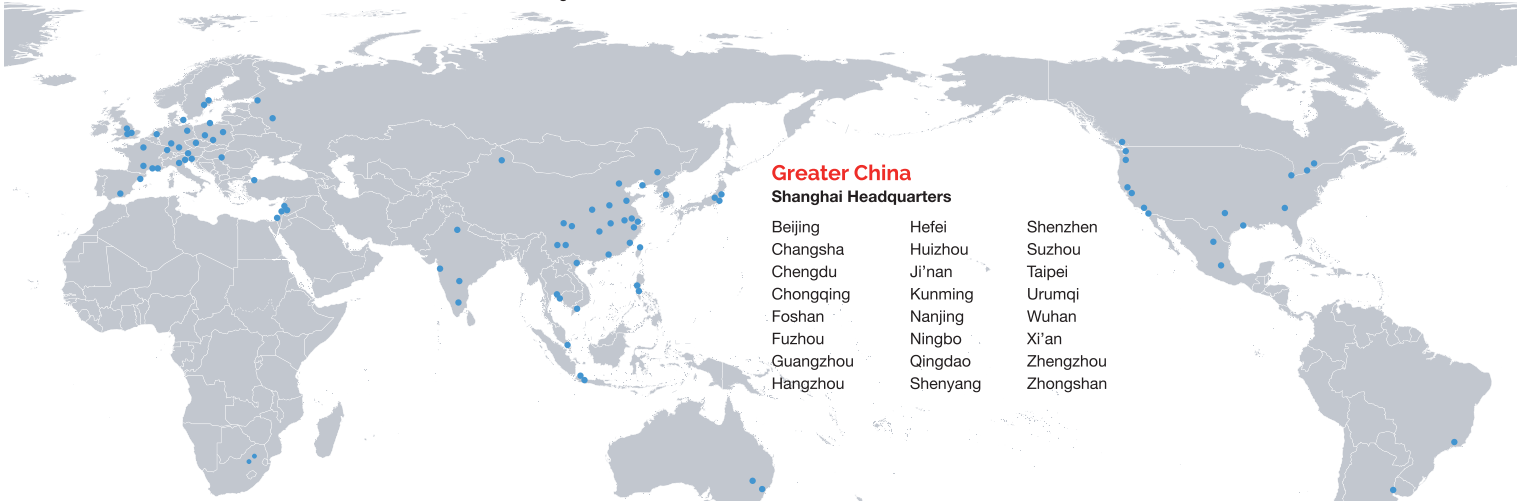 Greater China
Shanghai Headquarters
Beijing
Changsha
Chengdu
Chongqing
Foshan
Fuzhou
Guangzhou
Hangzhou
Hefei
Huizhou
Ji’nan
Kunming
Nanjing
Ningbo
Qingdao
Shenyang
Shenzhen
Suzhou
Taipei
Urumqi
Wuhan
Xi’an
Zhengzhou
Zhongshan